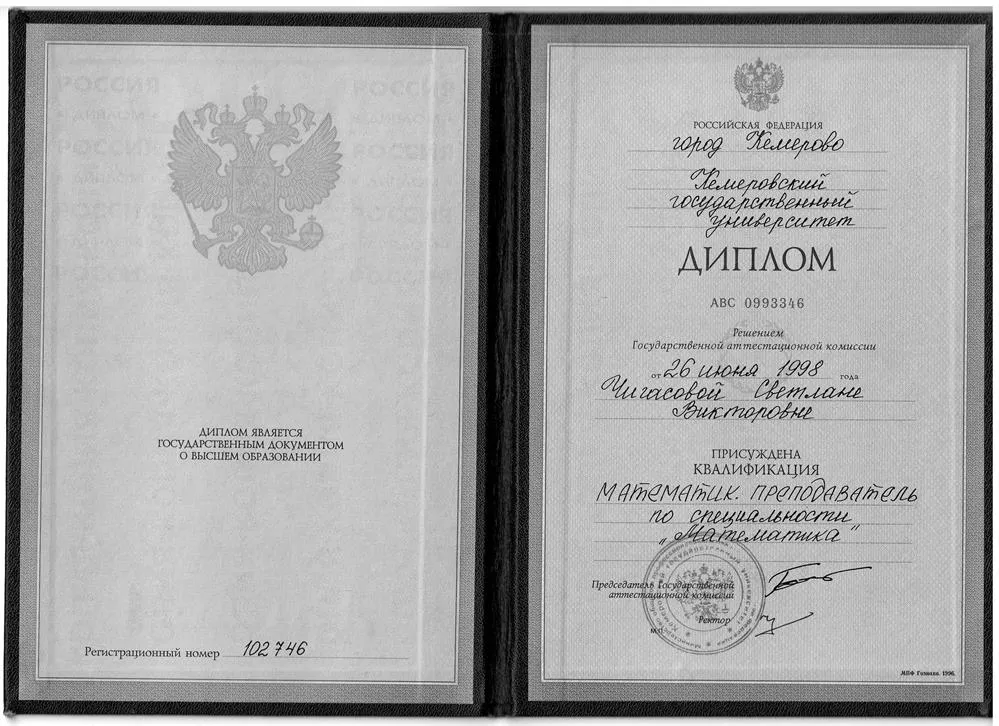 ДИПЛОМ ЯВЛЯЕТСЯ
ГОСУДАРСТВЕННЫМ ДОКУМЕНТОМ
О ВЫСШЕМ ОБРАЗОВАНИИ
Регистрационный номер 102746
РОССИЙСКАЯ ФЕДЕРАЦИЯ
город Кемерово
Кемеровский
государственный
университет
ДИПЛОМ
АВС 0993346
Решением
Государственной аттестационной комиссии
от 26 июня 1998 года
Чигасовой Светлане
Викторовне
ПРИСУЖДЕНА
КВАЛИФИКАЦИЯ
МАТЕМАТИК. ПРЕПОДАВАТЕЛЬ
по специальности
„Математика"
Председатель Государственной
аттестационной комиссии
Ректор
М.П.
МПФ Гознака. 1996.